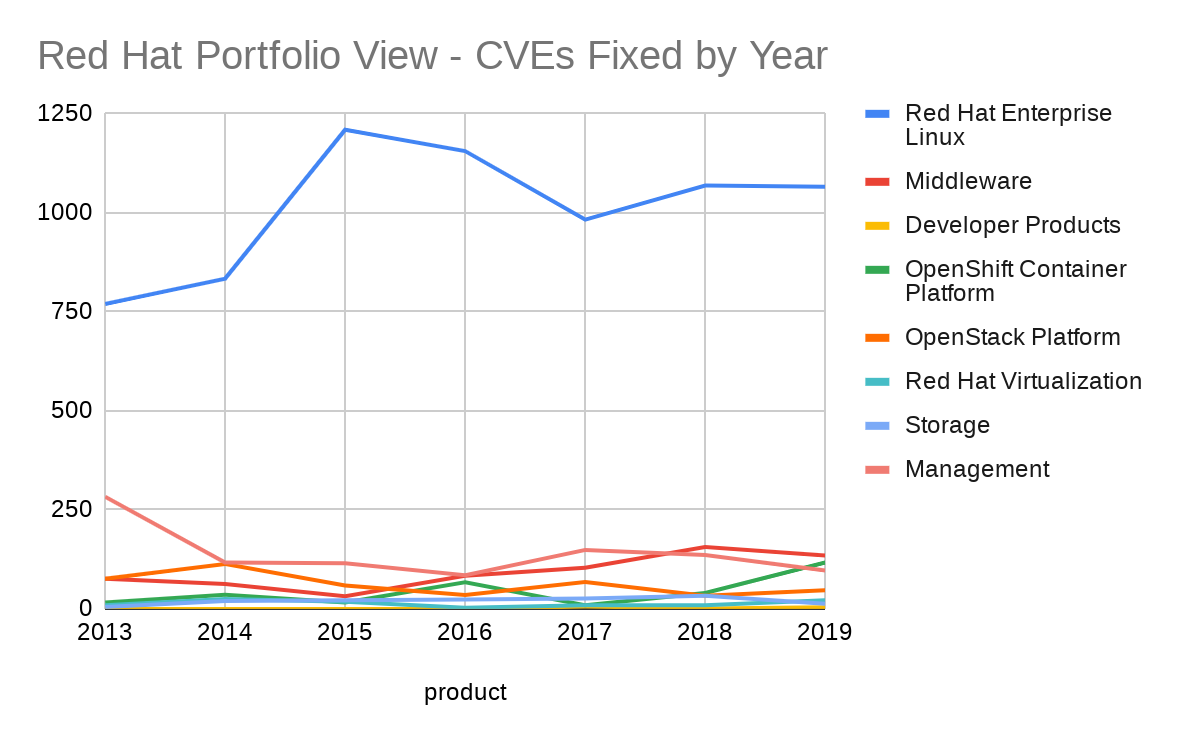 Red Hat Portfolio View - CVEs Fixed by Year
1250
1000
750
500
250
0
2013 2014 2015 2016 2017 2018 2019
product
Red Hat Enterprise
Linux
Middleware
Developer Products
OpenShift Container
Platform
OpenStack Platform
Red Hat Virtualization
Storage
Management